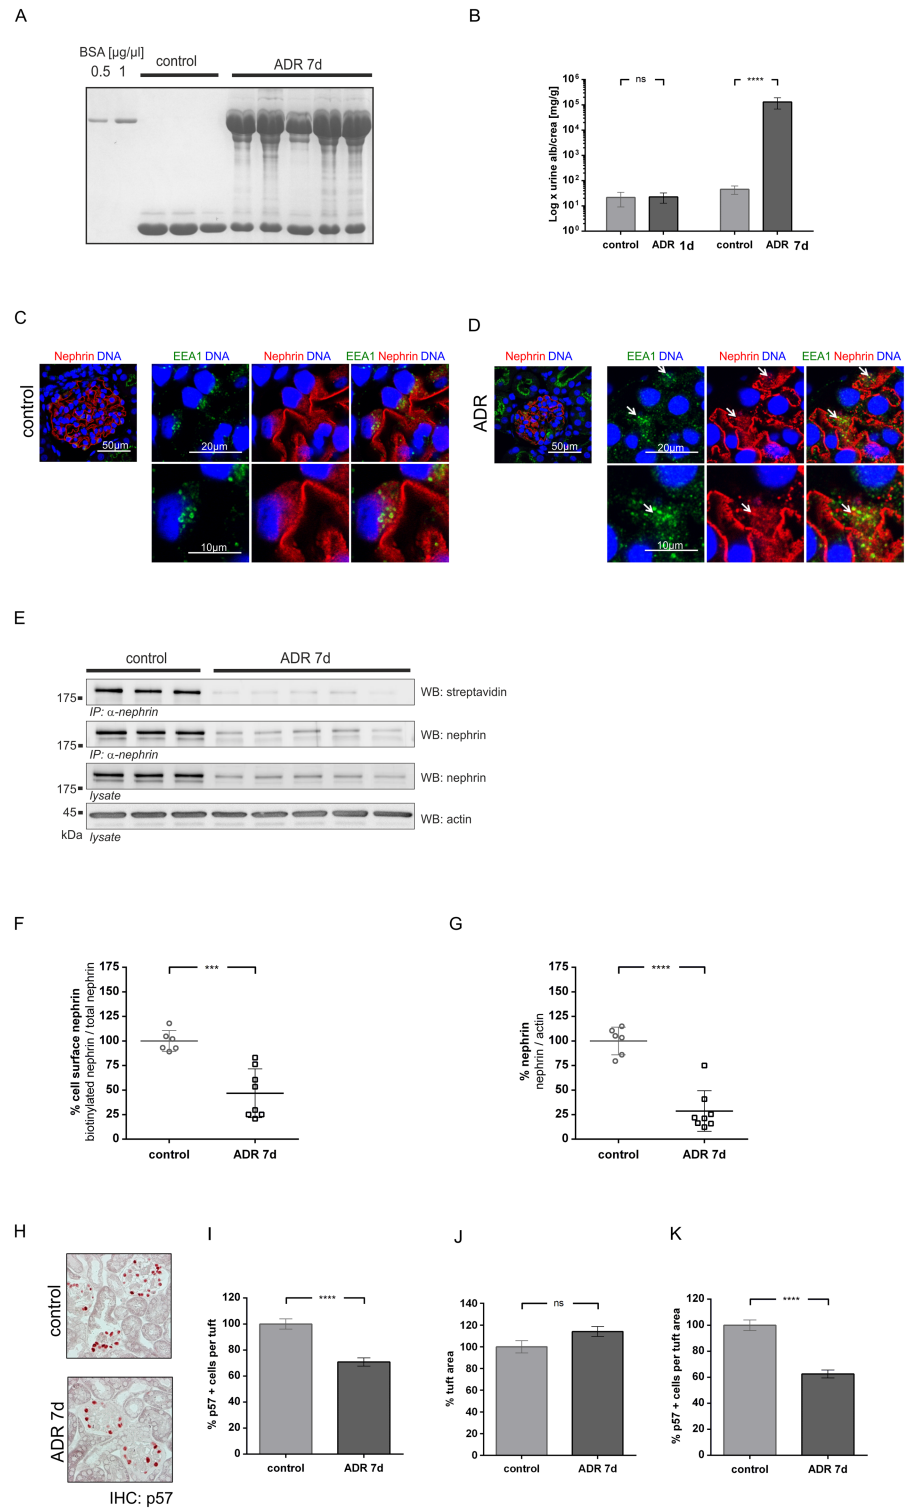 A
BSA [µg/µl]
0.5 1
control
ADR 7d
B
Log x urine alb/crea [mg/g]
10⁶
10⁵
10⁴
10³
10²
10¹
10⁰
ns
****
control ADR 1d control ADR 7d
C
control
Nephrin DNA
EEA1 DNA
Nephrin DNA
EEA1 Nephrin DNA
50µm
20µm
10µm
D
ADR
Nephrin DNA
EEA1 DNA
Nephrin DNA
EEA1 Nephrin DNA
50µm
20µm
10µm
E
control
ADR 7d
175
WB: streptavidin
IP: α-nephrin
175
WB: nephrin
IP: α-nephrin
175
WB: nephrin
lysate
45
WB: actin
kDa
lysate
F
% cell surface nephrin
biotinylated nephrin / total nephrin
175
150
125
100
75
50
25
0
***
control ADR 7d
G
% nephrin
nephrin / actin
175
150
125
100
75
50
25
0
****
control ADR 7d
H
control
ADR 7d
IHC: p57
I
% p57 + cells per tuft
120
100
80
60
40
20
0
****
control ADR 7d
J
% tuft area
140
120
100
80
60
40
20
0
ns
control ADR 7d
K
% p57 + cells per tuft area
120
100
80
60
40
20
0
****
control ADR 7d